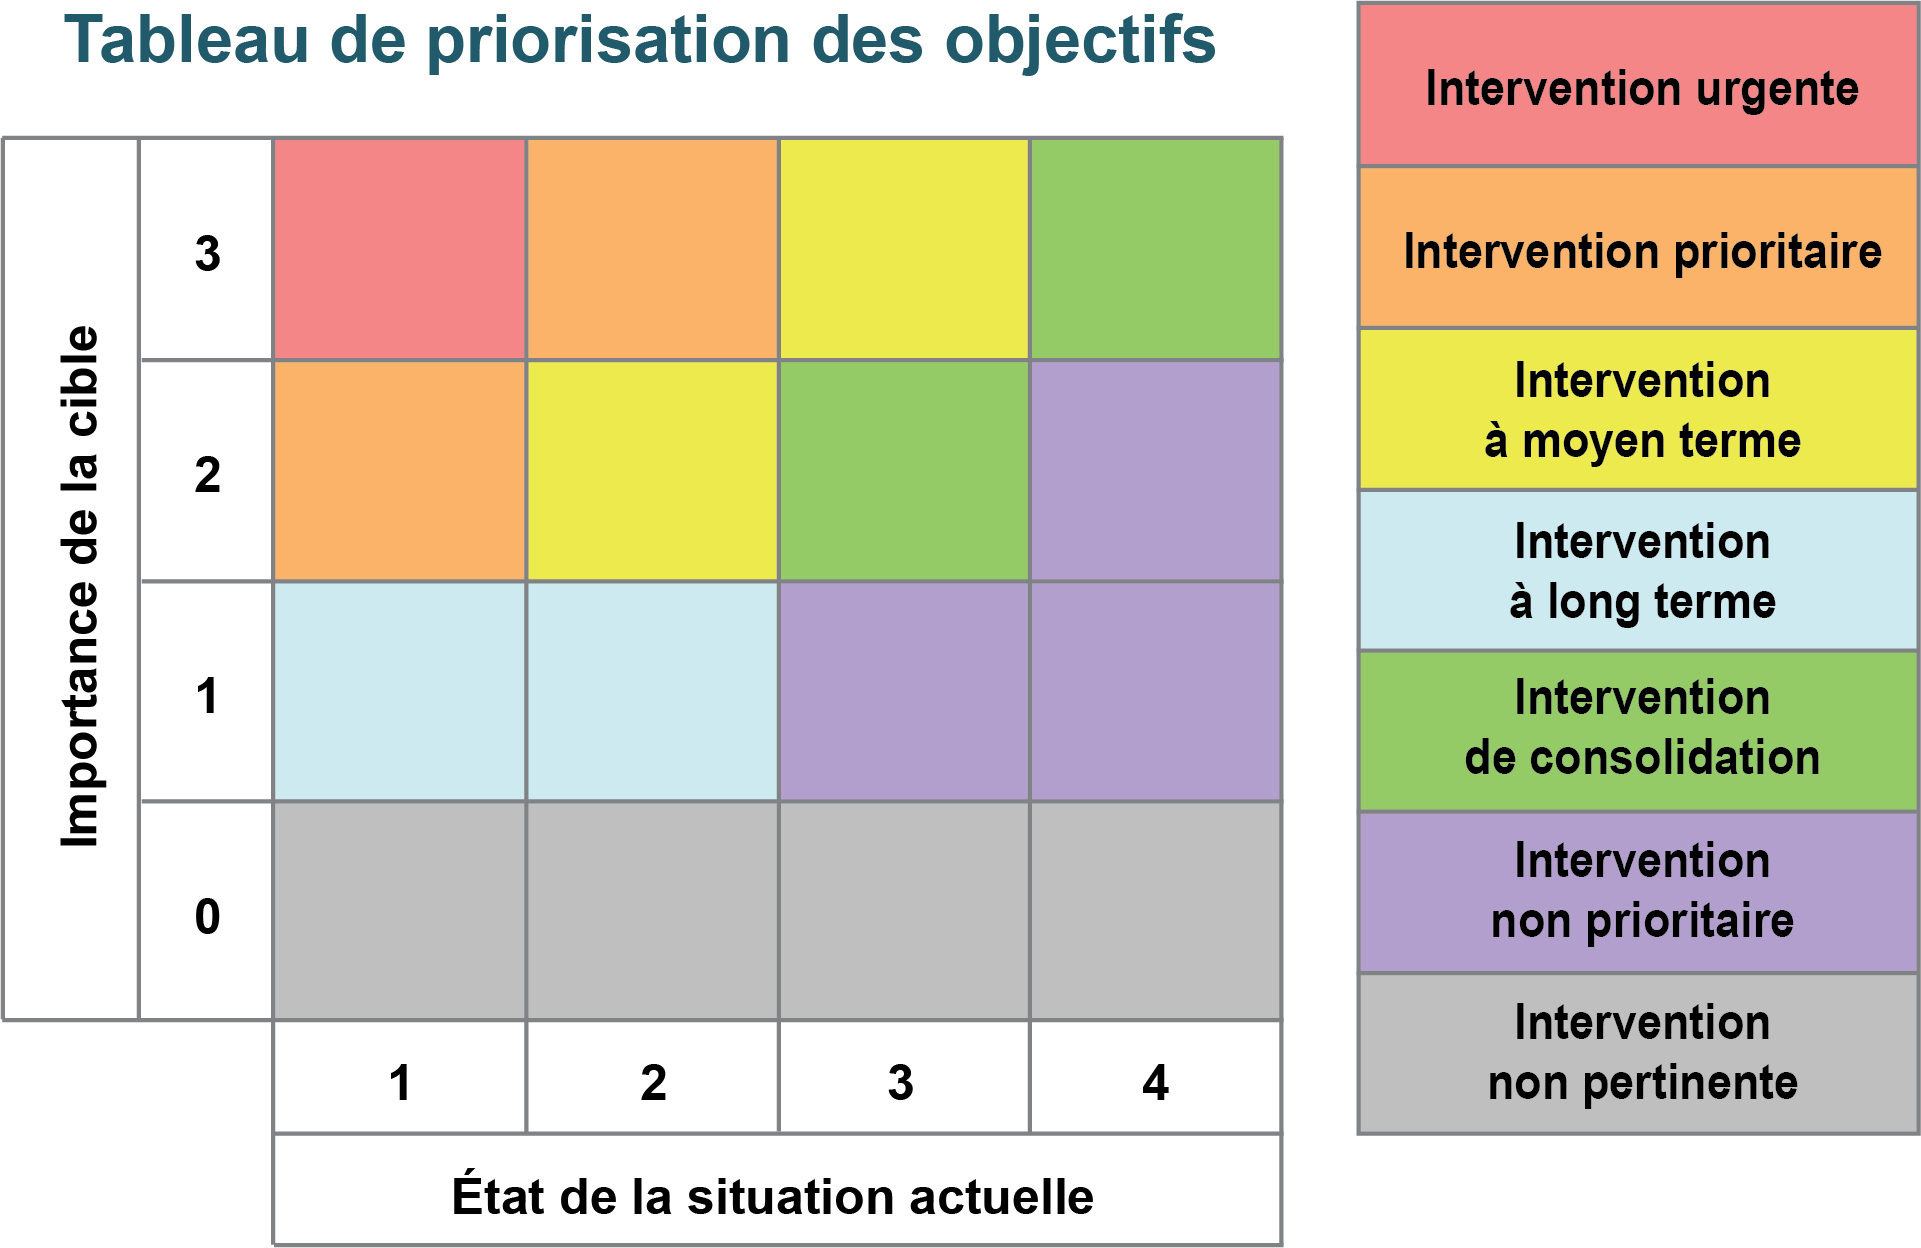 Tableau de priorisation des objectifs
Importance de la cible
3
2
1
0
1
2
3
4
État de la situation actuelle
Intervention urgente
Intervention prioritaire
Intervention
à moyen terme
Intervention
à long terme
Intervention
de consolidation
Intervention
non prioritaire
Intervention
non pertinente